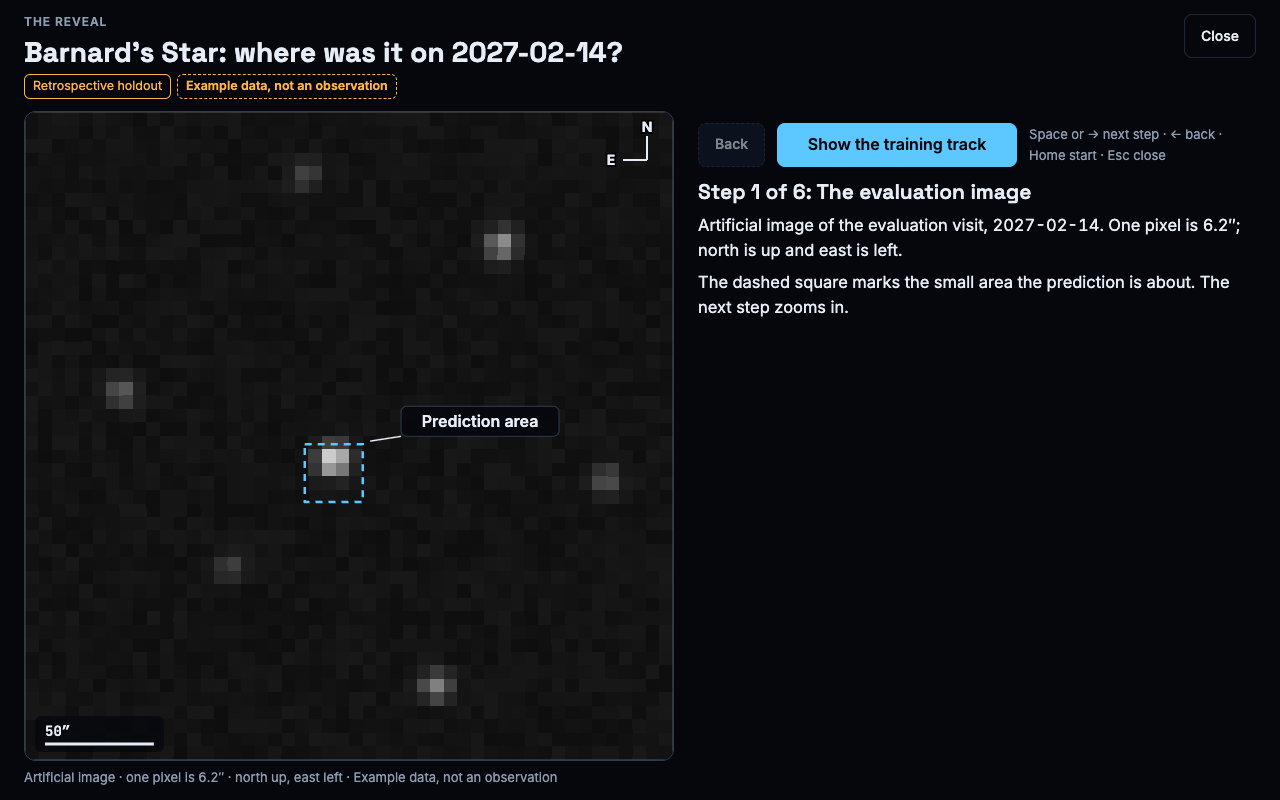 THE REVEAL
Barnard's Star: where was it on 2027-02-14?
Close
Retrospective holdout
Example data, not an observation
N
E
Prediction area
50″
Artificial image · one pixel is 6.2″ · north up, east left · Example data, not an observation
Back
Show the training track
Space or → next step · ← back ·
Home start · Esc close
Step 1 of 6: The evaluation image
Artificial image of the evaluation visit, 2027-02-14. One pixel is 6.2″;
north is up and east is left.
The dashed square marks the small area the prediction is about. The
next step zooms in.